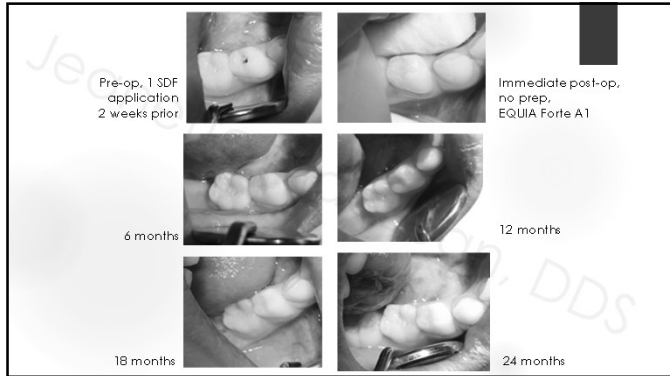 Pre-op, 1 SDF
application
2 weeks prior
Immediate post-op,
no prep,
EQUIA Forte A1
6 months
12 months
18 months
24 months